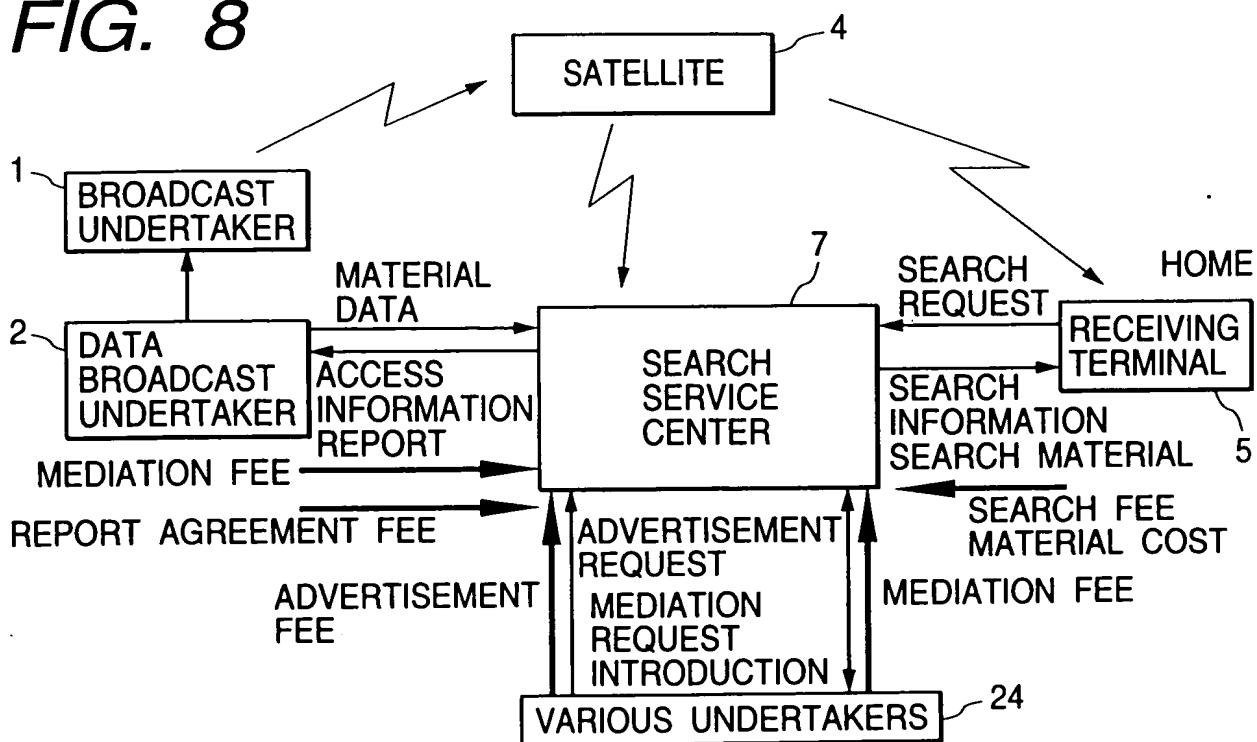 FIG. 8
SATELLITE
4
1
BROADCAST
UNDERTAKER
2
DATA
BROADCAST
UNDERTAKER
MATERIAL
DATA
ACCESS
INFORMATION
REPORT
MEDIATION FEE
REPORT AGREEMENT FEE
7
SEARCH
SERVICE
CENTER
SEARCH
REQUEST
HOME
RECEIVING
TERMINAL
5
SEARCH
INFORMATION
SEARCH MATERIAL
SEARCH FEE
MATERIAL COST
ADVERTISEMENT
FEE
ADVERTISEMENT
REQUEST
MEDIATION
REQUEST
INTRODUCTION
MEDIATION FEE
VARIOUS UNDERTAKERS
24